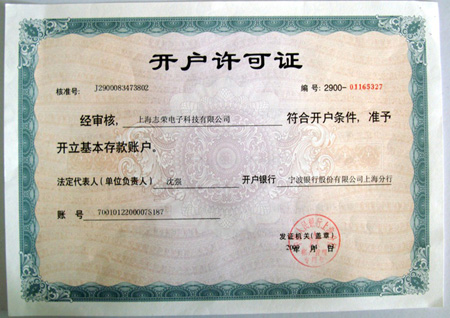 开户许可证
核准号: J2900083473802 编号: 2900-01165327
经审核, 上海志荣电子科技有限公司 符合开户条件, 准予
开立基本存款账户。
法定代表人(单位负责人) 沈强 开户银行 宁波银行股份有限公司上海分行
账 号 70010122000075187
发证机关(盖章)
年 月 日